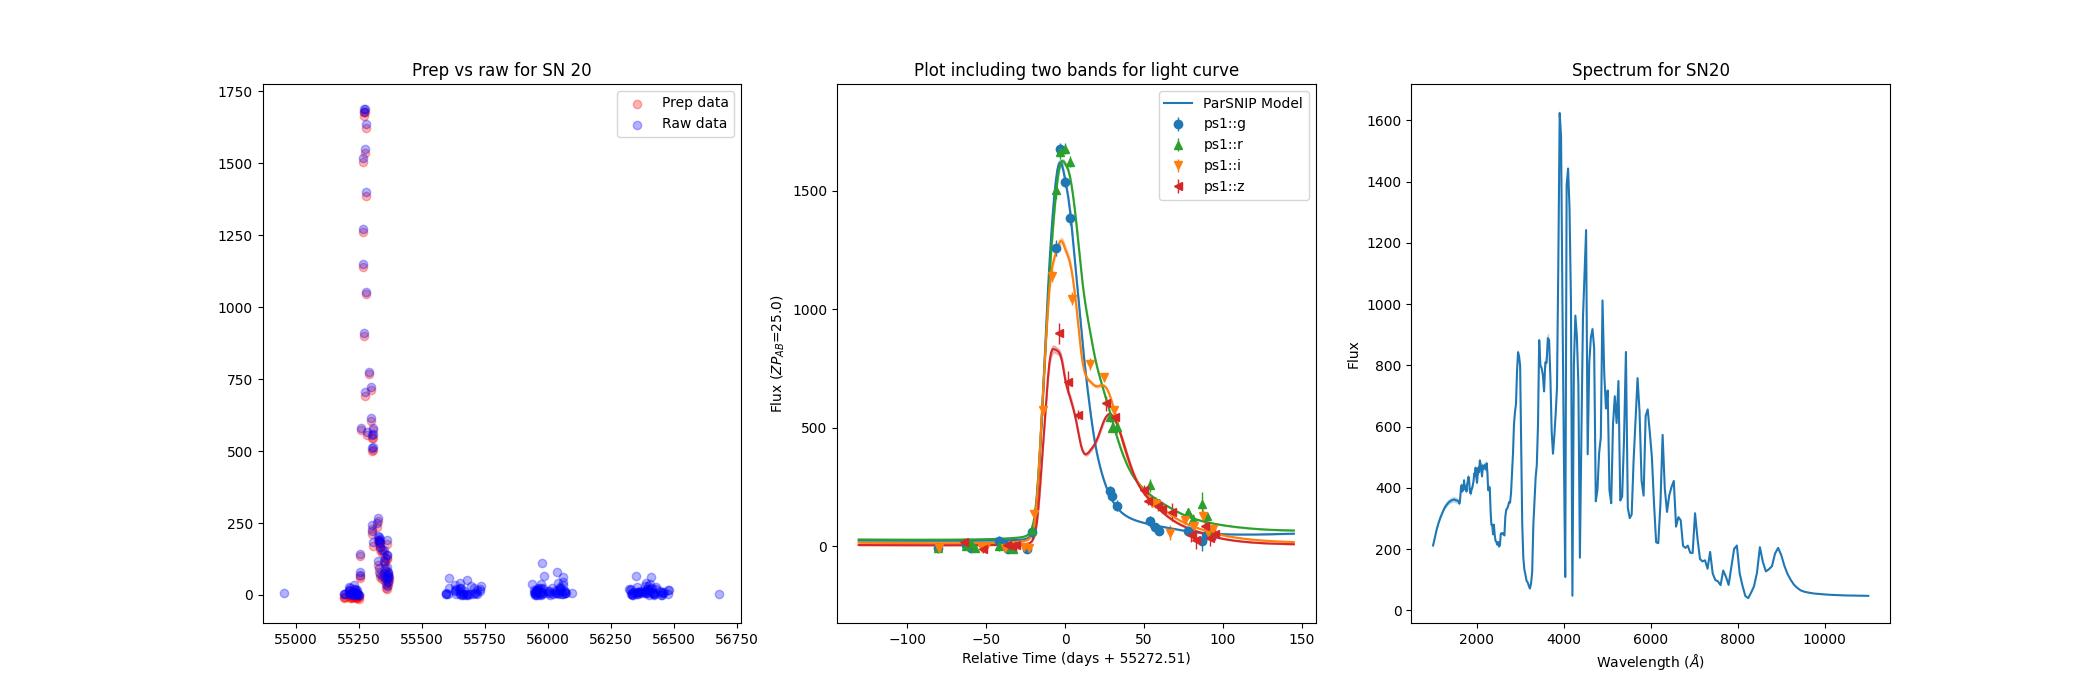 Prep vs raw for SN 20
1750
1500
1250
1000
750
500
250
0
55000
55250
55500
55750
56000
56250
56500
56750
Prep data
Raw data
Plot including two bands for light curve
Flux (ZP_AB=25.0)
1500
1000
500
0
−100
−50
0
50
100
150
Relative Time (days + 55272.51)
ParSNIP Model
ps1::g
ps1::r
ps1::i
ps1::z
Spectrum for SN20
Flux
1600
1400
1200
1000
800
600
400
200
0
2000
4000
6000
8000
10000
Wavelength (Å)